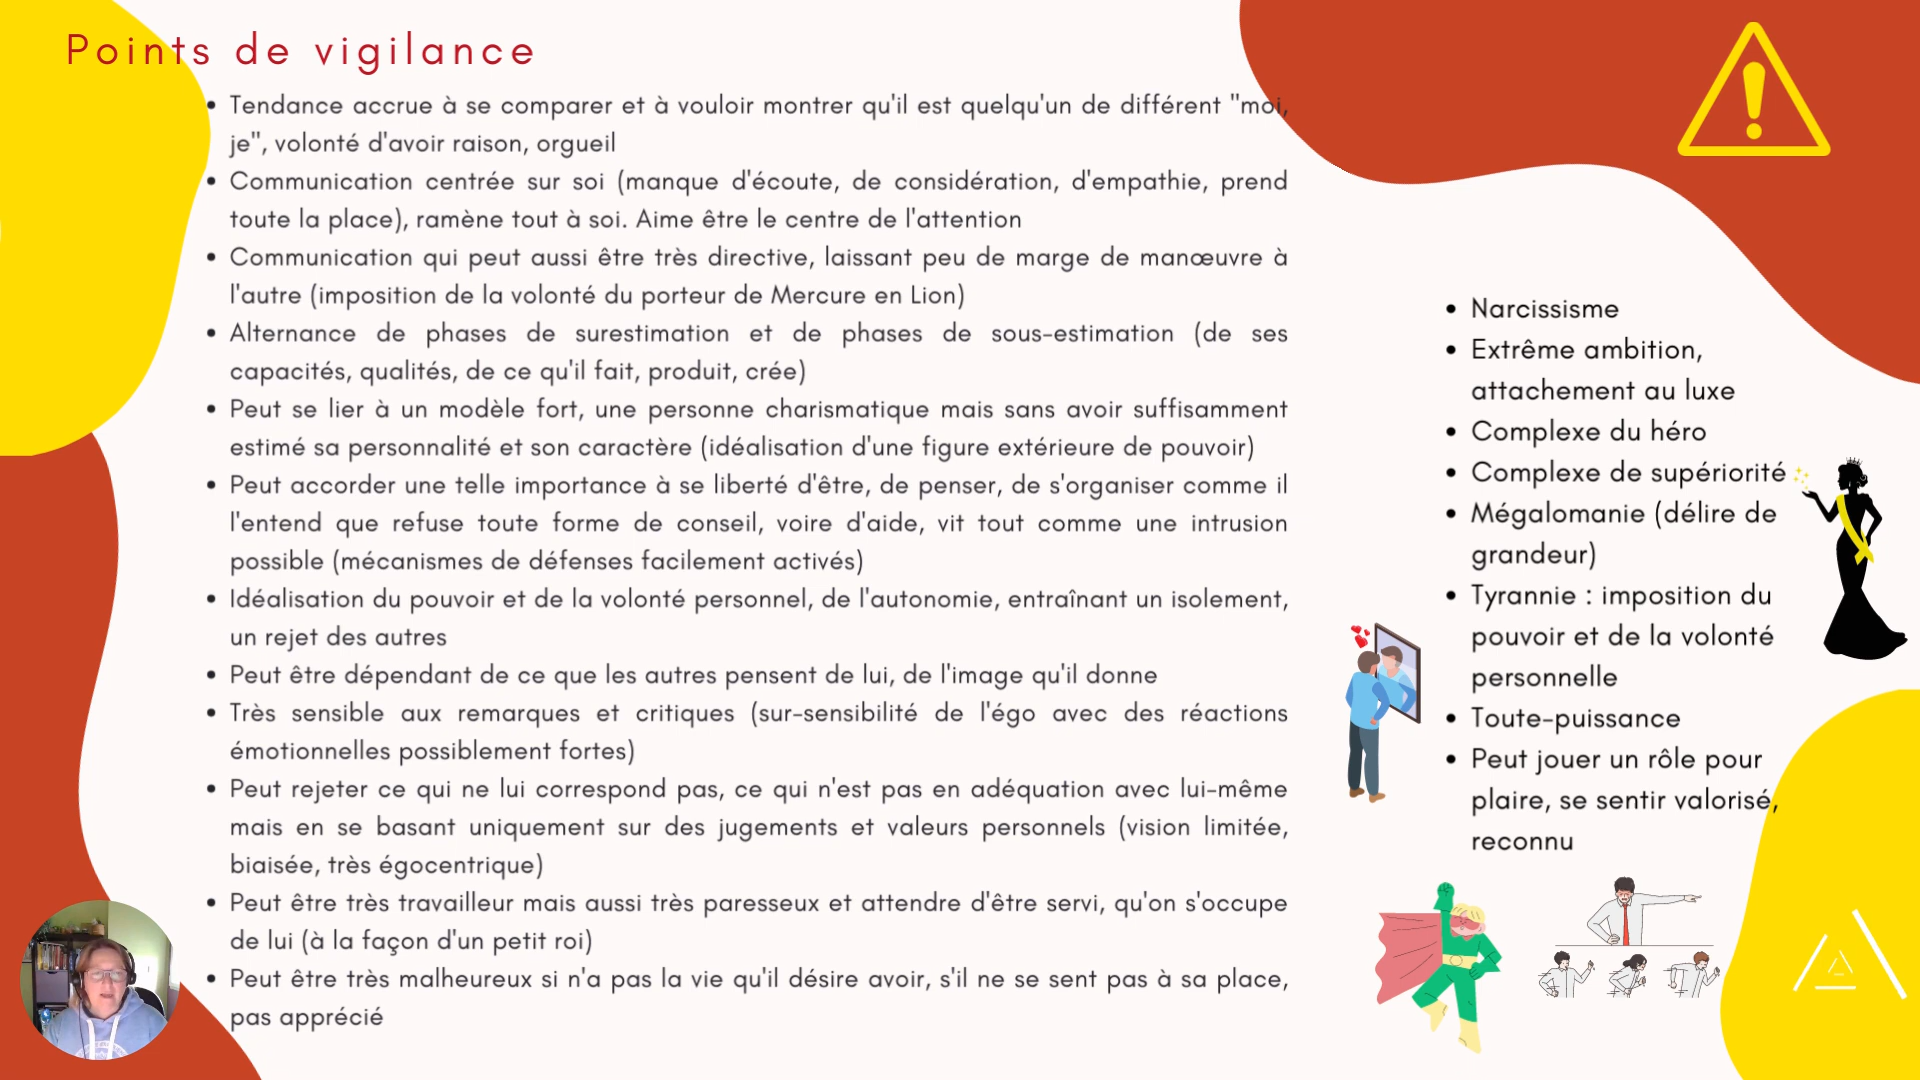 Points de vigilance
• Tendance accrue à se comparer et à vouloir montrer qu'il est quelqu'un de différent "moi,
je", volonté d'avoir raison, orgueil
• Communication centrée sur soi (manque d'écoute, de considération, d'empathie, prend
toute la place), ramène tout à soi. Aime être le centre de l'attention
• Communication qui peut aussi être très directive, laissant peu de marge de manœuvre à
l'autre (imposition de la volonté du porteur de Mercure en Lion)
• Alternance de phases de surestimation et de phases de sous-estimation (de ses
capacités, qualités, de ce qu'il fait, produit, crée)
• Peut se lier à un modèle fort, une personne charismatique mais sans avoir suffisamment
estimé sa personnalité et son caractère (idéalisation d'une figure extérieure de pouvoir)
• Peut accorder une telle importance à se liberté d'être, de penser, de s'organiser comme il
l'entend que refuse toute forme de conseil, voire d'aide, vit tout comme une intrusion
possible (mécanismes de défenses facilement activés)
• Idéalisation du pouvoir et de la volonté personnel, de l'autonomie, entraînant un isolement,
un rejet des autres
• Peut être dépendant de ce que les autres pensent de lui, de l'image qu'il donne
• Très sensible aux remarques et critiques (sur-sensibilité de l'égo avec des réactions
émotionnelles possiblement fortes)
• Peut rejeter ce qui ne lui correspond pas, ce qui n'est pas en adéquation avec lui-même
mais en se basant uniquement sur des jugements et valeurs personnels (vision limitée,
biaisée, très égocentrique)
• Peut être très travailleur mais aussi très paresseux et attendre d'être servi, qu'on s'occupe
de lui (à la façon d'un petit roi)
• Peut être très malheureux si n'a pas la vie qu'il désire avoir, s'il ne se sent pas à sa place,
pas apprécié
• Narcissisme
• Extrême ambition,
attachement au luxe
• Complexe du héro
• Complexe de supériorité
• Mégalomanie (délire de
grandeur)
• Tyrannie : imposition du
pouvoir et de la volonté
personnelle
• Toute-puissance
• Peut jouer un rôle pour
plaire, se sentir valorisé,
reconnu